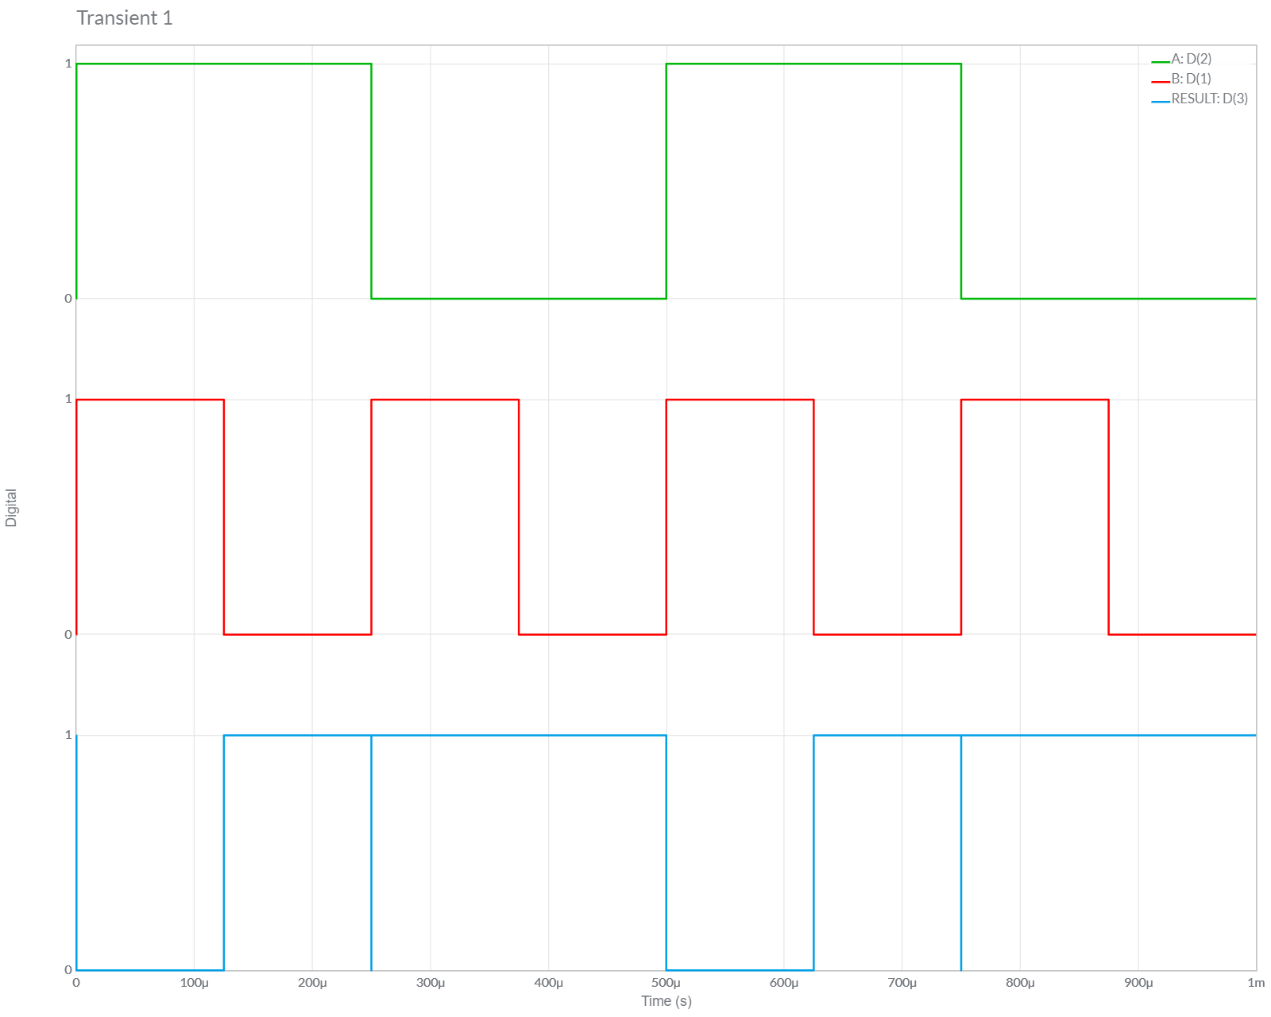 Transient 1
A: D(2)
B: D(1)
RESULT: D(3)
1
0
1
0
1
0
Digital
0 100µ 200µ 300µ 400µ 500µ 600µ 700µ 800µ 900µ 1m
Time (s)